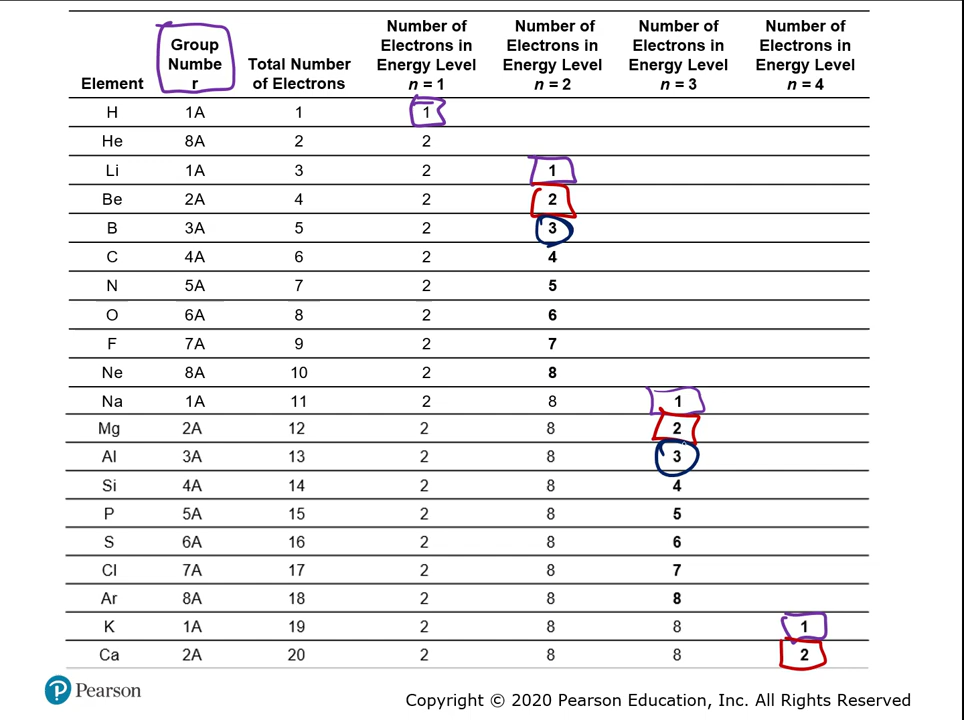 Element Group Numbe r Total Number of Electrons Number of Electrons in Energy Level n = 1 Number of Electrons in Energy Level n = 2 Number of Electrons in Energy Level n = 3 Number of Electrons in Energy Level n = 4
H 1A 1 1
He 8A 2 2
Li 1A 3 2 1
Be 2A 4 2 2
B 3A 5 2 3
C 4A 6 2 4
N 5A 7 2 5
O 6A 8 2 6
F 7A 9 2 7
Ne 8A 10 2 8
Na 1A 11 2 8 1
Mg 2A 12 2 8 2
Al 3A 13 2 8 3
Si 4A 14 2 8 4
P 5A 15 2 8 5
S 6A 16 2 8 6
Cl 7A 17 2 8 7
Ar 8A 18 2 8 8
K 1A 19 2 8 8 1
Ca 2A 20 2 8 8 2
Pearson
Copyright © 2020 Pearson Education, Inc. All Rights Reserved